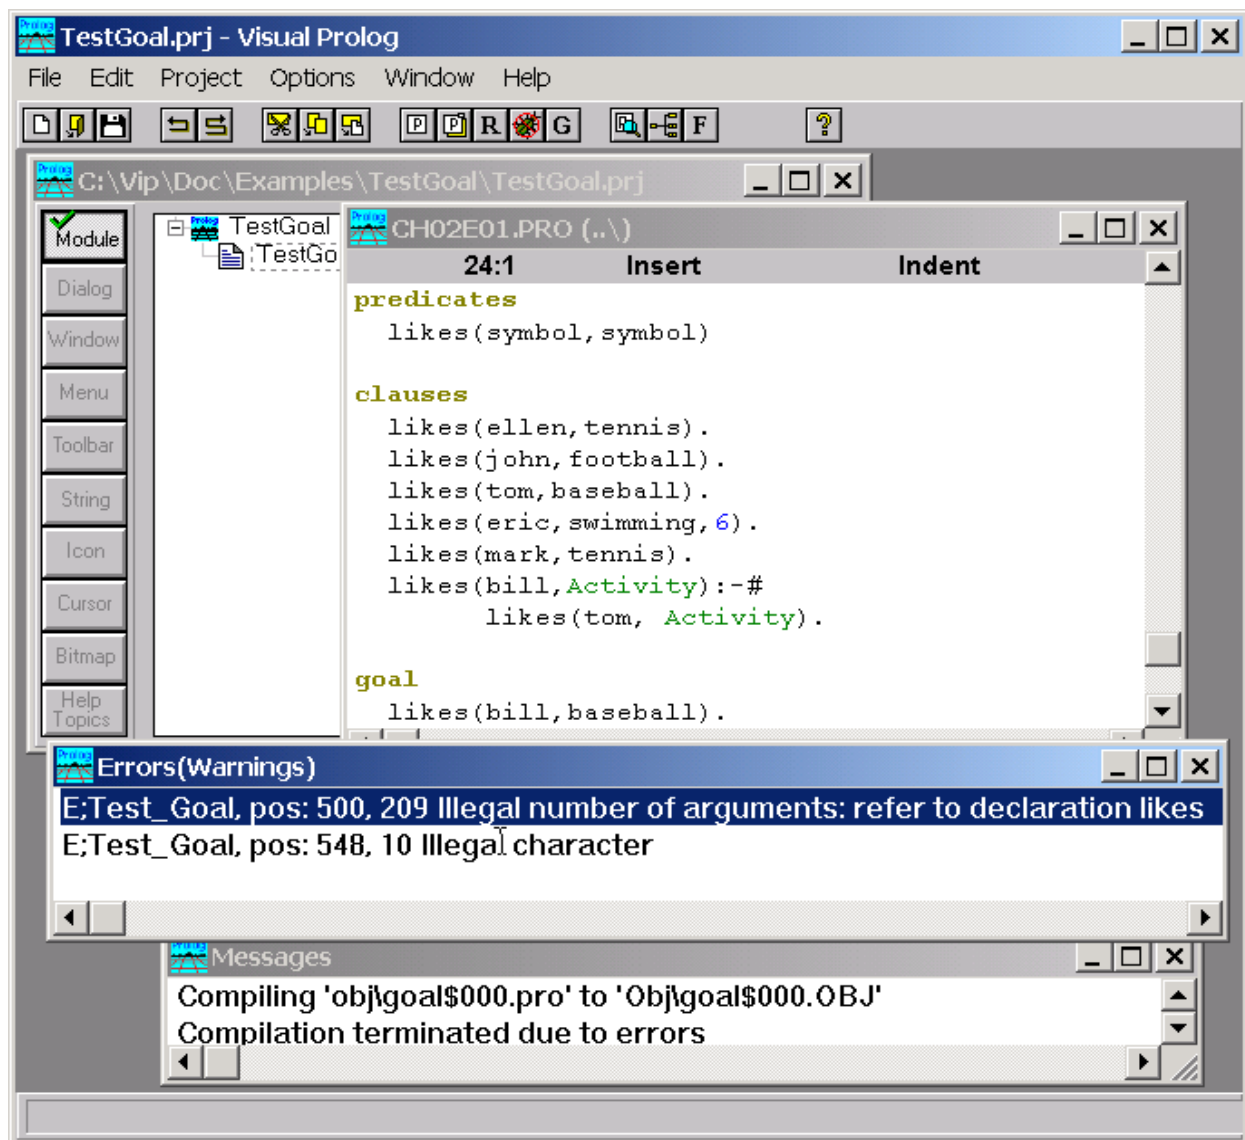 TestGoal.prj - Visual Prolog
File Edit Project Options Window Help
P P R G F ?
C:\Vip\Doc\Examples\TestGoal\TestGoal.prj
Module
Dialog
Window
Menu
Toolbar
String
Icon
Cursor
Bitmap
Help
Topics
TestGoal
TestGo
CH02E01.PRO (..\)
24:1 Insert Indent
predicates
likes(symbol,symbol)
clauses
likes(ellen,tennis).
likes(john,football).
likes(tom,baseball).
likes(eric,swimming,6).
likes(mark,tennis).
likes(bill,Activity):-#
likes(tom, Activity).
goal
likes(bill,baseball).
Errors(Warnings)
E;Test_Goal, pos: 500, 209 Illegal number of arguments: refer to declaration likes
E;Test_Goal, pos: 548, 10 Illegal character
Messages
Compiling 'obj\goal$000.pro' to 'Obj\goal$000.OBJ'
Compilation terminated due to errors